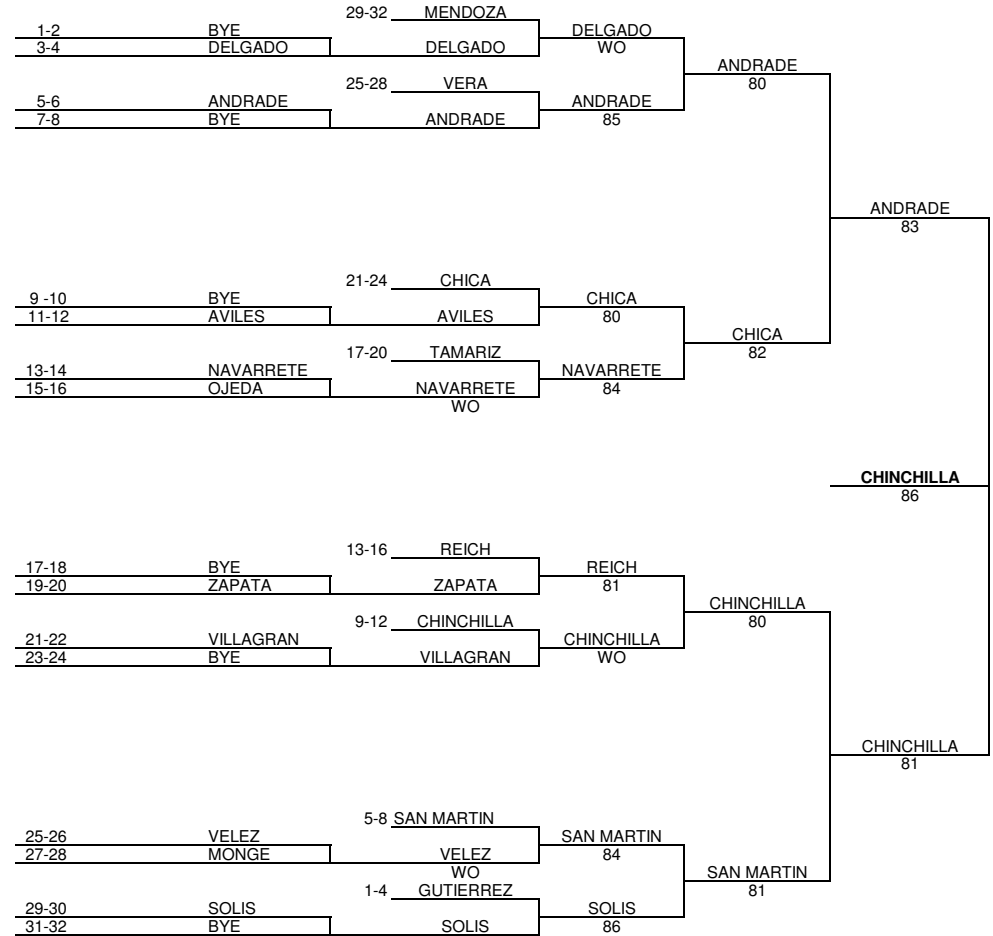 29-32 MENDOZA
1-2 BYE DELGADO
3-4 DELGADO DELGADO WO
ANDRADE
25-28 VERA 80
5-6 ANDRADE ANDRADE
7-8 BYE ANDRADE 85
ANDRADE
83
21-24 CHICA
9 -10 BYE CHICA
11-12 AVILES AVILES 80
CHICA
17-20 TAMARIZ 82
13-14 NAVARRETE NAVARRETE
15-16 OJEDA NAVARRETE 84
WO
CHINCHILLA
86
13-16 REICH
17-18 BYE REICH
19-20 ZAPATA ZAPATA 81
CHINCHILLA
9-12 CHINCHILLA 80
21-22 VILLAGRAN CHINCHILLA
23-24 BYE VILLAGRAN WO
CHINCHILLA
81
5-8 SAN MARTIN
25-26 VELEZ SAN MARTIN
27-28 MONGE VELEZ 84
WO SAN MARTIN
1-4 GUTIERREZ 81
29-30 SOLIS SOLIS
31-32 BYE SOLIS 86